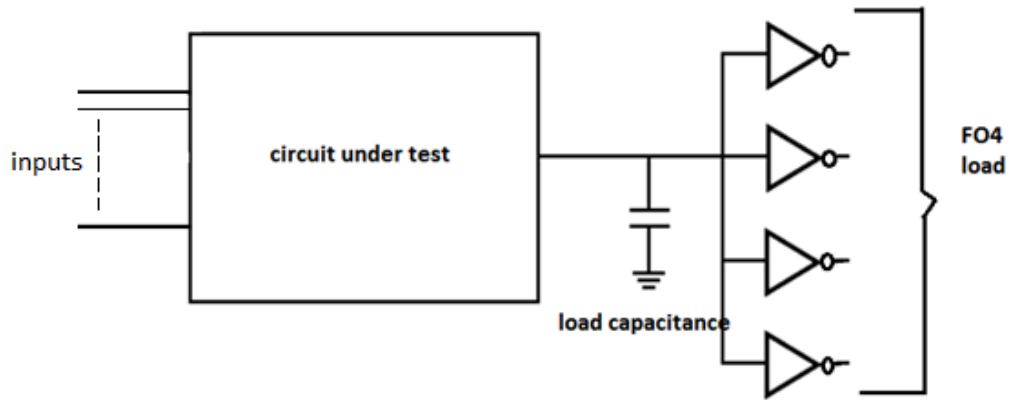 inputs
circuit under test
FO4
load
load capacitance